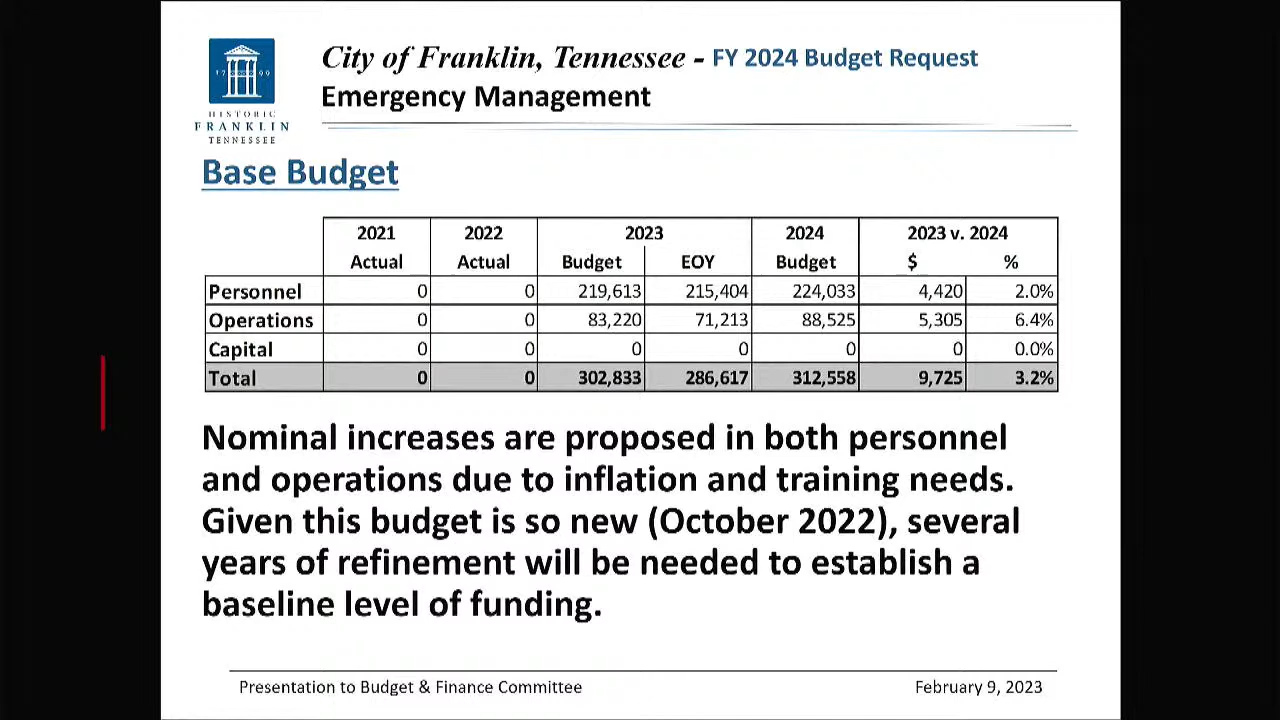 17 99
HISTORIC
FRANKLIN
TENNESSEE
City of Franklin, Tennessee - FY 2024 Budget Request
Emergency Management
Base Budget
2021 2022 2023 2024 2023 v. 2024
Actual Actual Budget EOY Budget $ %
Personnel 0 0 219,613 215,404 224,033 4,420 2.0%
Operations 0 0 83,220 71,213 88,525 5,305 6.4%
Capital 0 0 0 0 0 0 0.0%
Total 0 0 302,833 286,617 312,558 9,725 3.2%
Nominal increases are proposed in both personnel
and operations due to inflation and training needs.
Given this budget is so new (October 2022), several
years of refinement will be needed to establish a
baseline level of funding.
Presentation to Budget & Finance Committee February 9, 2023